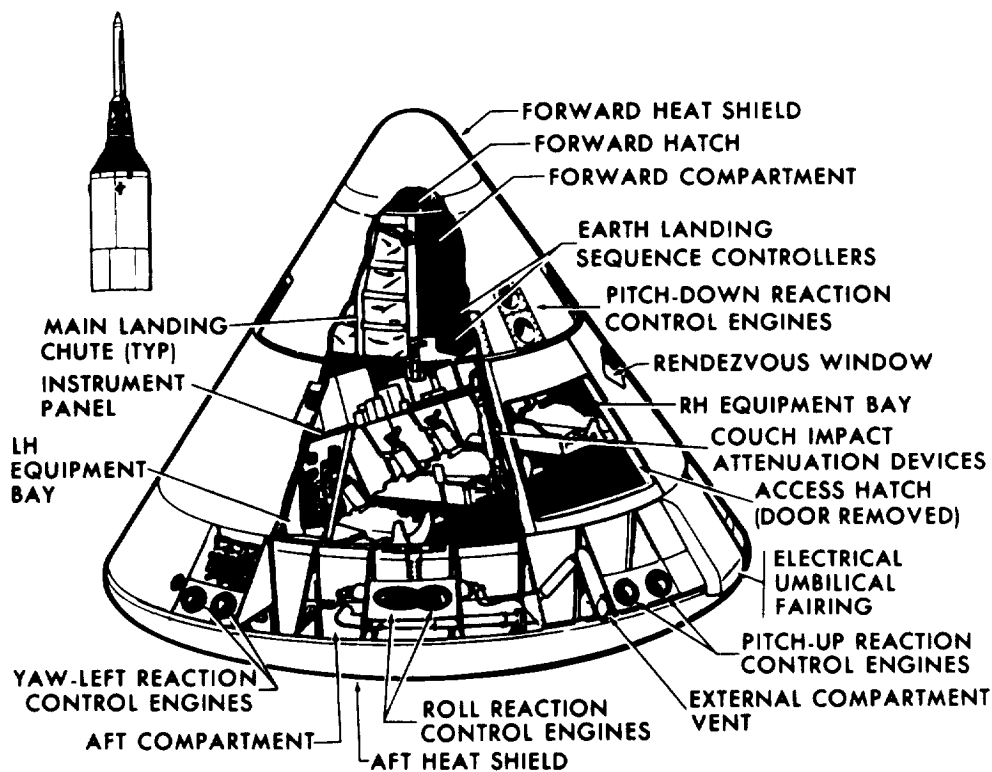 FORWARD HEAT SHIELD
FORWARD HATCH
FORWARD COMPARTMENT
EARTH LANDING
SEQUENCE CONTROLLERS
PITCH-DOWN REACTION
CONTROL ENGINES
RENDEZVOUS WINDOW
RH EQUIPMENT BAY
COUCH IMPACT
ATTENUATION DEVICES
ACCESS HATCH
(DOOR REMOVED)
ELECTRICAL
UMBILICAL
FAIRING
PITCH-UP REACTION
CONTROL ENGINES
EXTERNAL COMPARTMENT
VENT
MAIN LANDING
CHUTE (TYP)
INSTRUMENT
PANEL
LH
EQUIPMENT
BAY
YAW-LEFT REACTION
CONTROL ENGINES
AFT COMPARTMENT
ROLL REACTION
CONTROL ENGINES
AFT HEAT SHIELD